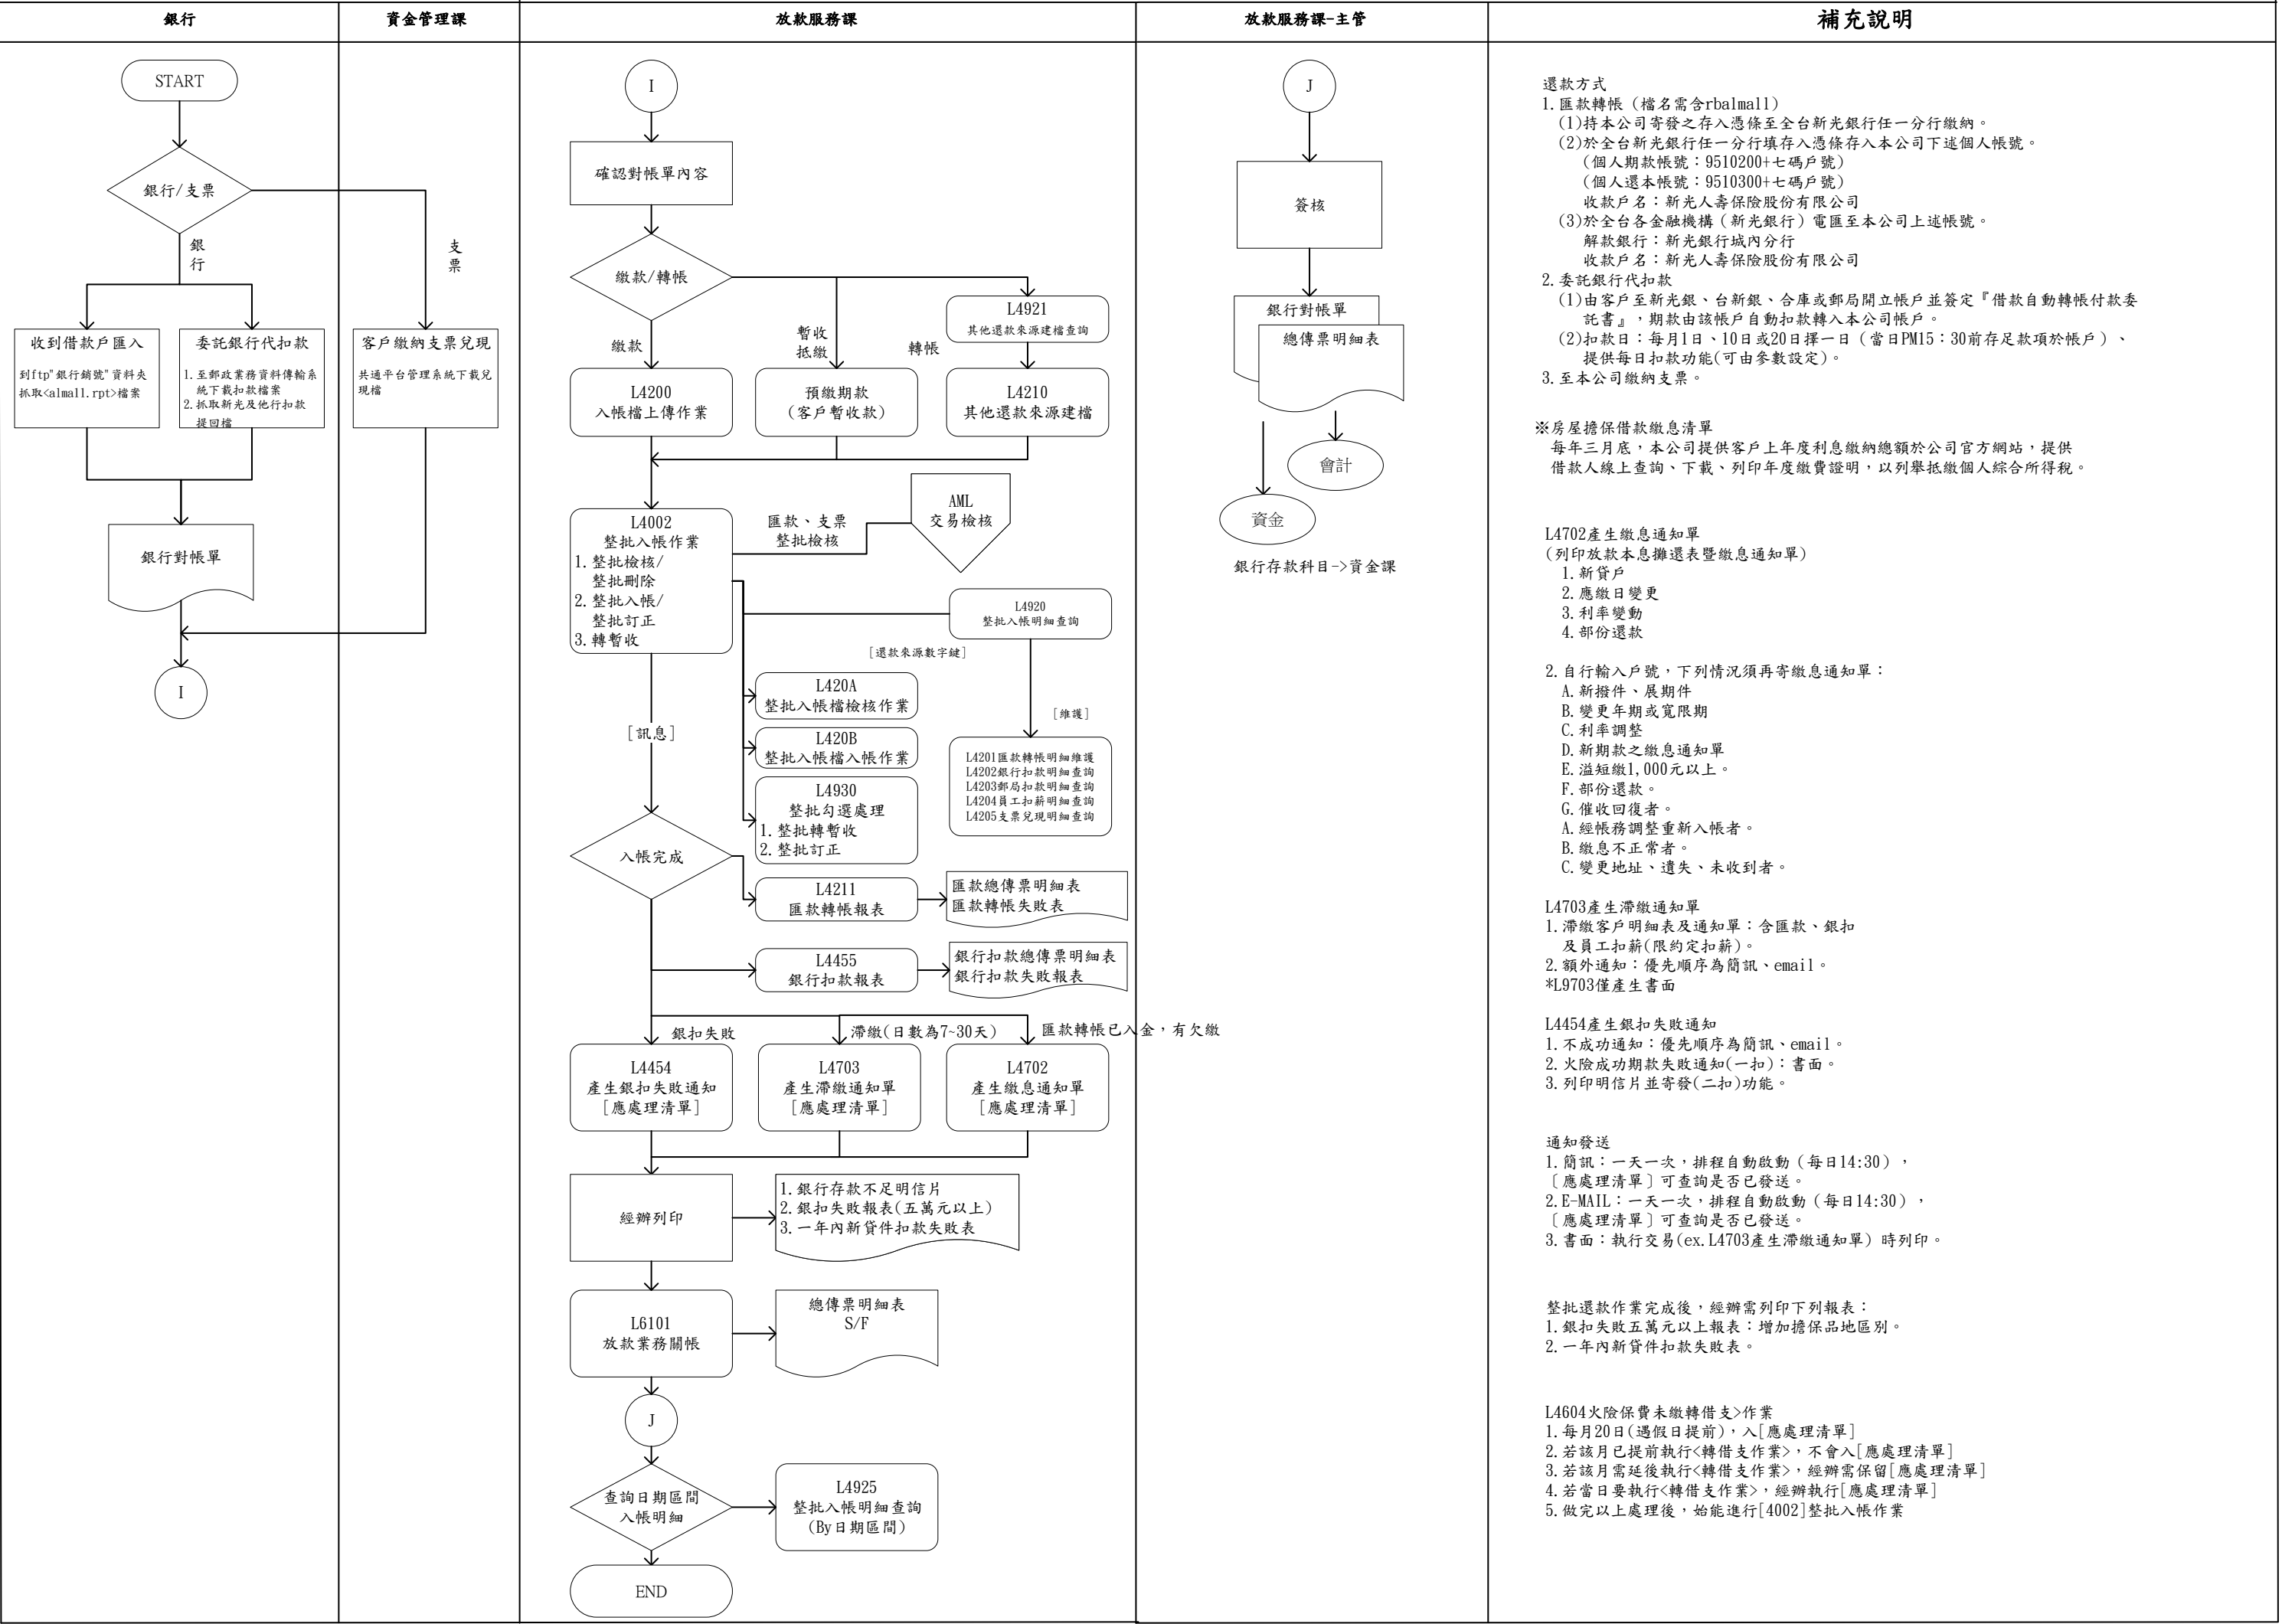 銀行
資金管理課
放款服務課
放款服務課-主管
補充說明
START
銀行/支票
銀
行
支
票
收到借款戶匯入
到ftp"銀行銷號"資料夾
抓取<almall.rpt>檔案
委託銀行代扣款
1.至郵政業務資料傳輸系
統下載扣款檔案
2.抓取新光及他行扣款
提回檔
客戶繳納支票兌現
共通平台管理系統下載兌
現檔
銀行對帳單
I
I
確認對帳單內容
繳款/轉帳
繳款
暫收
抵繳
轉帳
L4921
其他還款來源建檔查詢
L4200
入帳檔上傳作業
預繳期款
(客戶暫收款)
L4210
其他還款來源建檔
L4002
整批入帳作業
1.整批檢核/
整批刪除
2.整批入帳/
整批訂正
3.轉暫收
匯款、支票
整批檢核
AML
交易檢核
L4920
整批入帳明細查詢
[還款來源數字鍵]
[維護]
L420A
整批入帳檔檢核作業
L420B
整批入帳檔入帳作業
L4930
整批勾選處理
1.整批轉暫收
2.整批訂正
L4201匯款轉帳明細維護
L4202銀行扣款明細查詢
L4203郵局扣款明細查詢
L4204員工扣薪明細查詢
L4205支票兌現明細查詢
[訊息]
入帳完成
L4211
匯款轉帳報表
匯款總傳票明細表
匯款轉帳失敗表
L4455
銀行扣款報表
銀行扣款總傳票明細表
銀行扣款失敗報表
銀扣失敗
滯繳(日數為7~30天)
匯款轉帳已入金，有欠繳
L4454
產生銀扣失敗通知
[應處理清單]
L4703
產生滯繳通知單
[應處理清單]
L4702
產生繳息通知單
[應處理清單]
經辦列印
1.銀行存款不足明信片
2.銀扣失敗報表(五萬元以上)
3.一年內新貸件扣款失敗表
L6101
放款業務關帳
總傳票明細表
S/F
J
查詢日期區間
入帳明細
L4925
整批入帳明細查詢
(By日期區間)
END
J
簽核
銀行對帳單
總傳票明細表
會計
資金
銀行存款科目->資金課
還款方式
1.匯款轉帳（檔名需含rbalmall）
(1)持本公司寄發之存入憑條至全台新光銀行任一分行繳納。
(2)於全台新光銀行任一分行填存入憑條存入本公司下述個人帳號。
(個人期款帳號：9510200+七碼戶號)
(個人還本帳號：9510300+七碼戶號)
收款戶名：新光人壽保險股份有限公司
(3)於全台各金融機構（新光銀行）電匯至本公司上述帳號。
解款銀行：新光銀行城內分行
收款戶名：新光人壽保險股份有限公司
2.委託銀行代扣款
(1)由客戶至新光銀、台新銀、合庫或郵局開立帳戶並簽定『借款自動轉帳付款委
託書』，期款由該帳戶自動扣款轉入本公司帳戶。
(2)扣款日：每月1日、10日或20日擇一日（當日PM15：30前存足款項於帳戶）、
提供每日扣款功能(可由參數設定)。
3.至本公司繳納支票。
※房屋擔保借款繳息清單
每年三月底，本公司提供客戶上年度利息繳納總額於公司官方網站，提供
借款人線上查詢、下載、列印年度繳費證明，以列舉抵繳個人綜合所得稅。
L4702產生繳息通知單
(列印放款本息攤還表暨繳息通知單)
1.新貸戶
2.應繳日變更
3.利率變動
4.部份還款
2.自行輸入戶號，下列情況須再寄繳息通知單：
A.新撥件、展期件
B.變更年期或寬限期
C.利率調整
D.新期款之繳息通知單
E.溢短繳1,000元以上。
F.部份還款。
G.催收回復者。
A.經帳務調整重新入帳者。
B.繳息不正常者。
C.變更地址、遺失、未收到者。
L4703產生滯繳通知單
1.滯繳客戶明細表及通知單：含匯款、銀扣
及員工扣薪(限約定扣薪)。
2.額外通知：優先順序為簡訊、email。
*L9703僅產生書面
L4454產生銀扣失敗通知
1.不成功通知：優先順序為簡訊、email。
2.火險成功期款失敗通知(一扣)：書面。
3.列印明信片並寄發(二扣)功能。
通知發送
1.簡訊：一天一次，排程自動啟動（每日14:30），
［應處理清單］可查詢是否已發送。
2.E-MAIL：一天一次，排程自動啟動（每日14:30），
［應處理清單］可查詢是否已發送。
3.書面：執行交易(ex.L4703產生滯繳通知單）時列印。
整批還款作業完成後，經辦需列印下列報表：
1.銀扣失敗五萬元以上報表：增加擔保品地區別。
2.一年內新貸件扣款失敗表。
L4604火險保費未繳轉借支>作業
1.每月20日(遇假日提前)，入[應處理清單]
2.若該月已提前執行<轉借支作業>，不會入[應處理清單]
3.若該月需延後執行<轉借支作業>，經辦需保留[應處理清單]
4.若當日要執行<轉借支作業>，經辦執行[應處理清單]
5.做完以上處理後，始能進行[4002]整批入帳作業